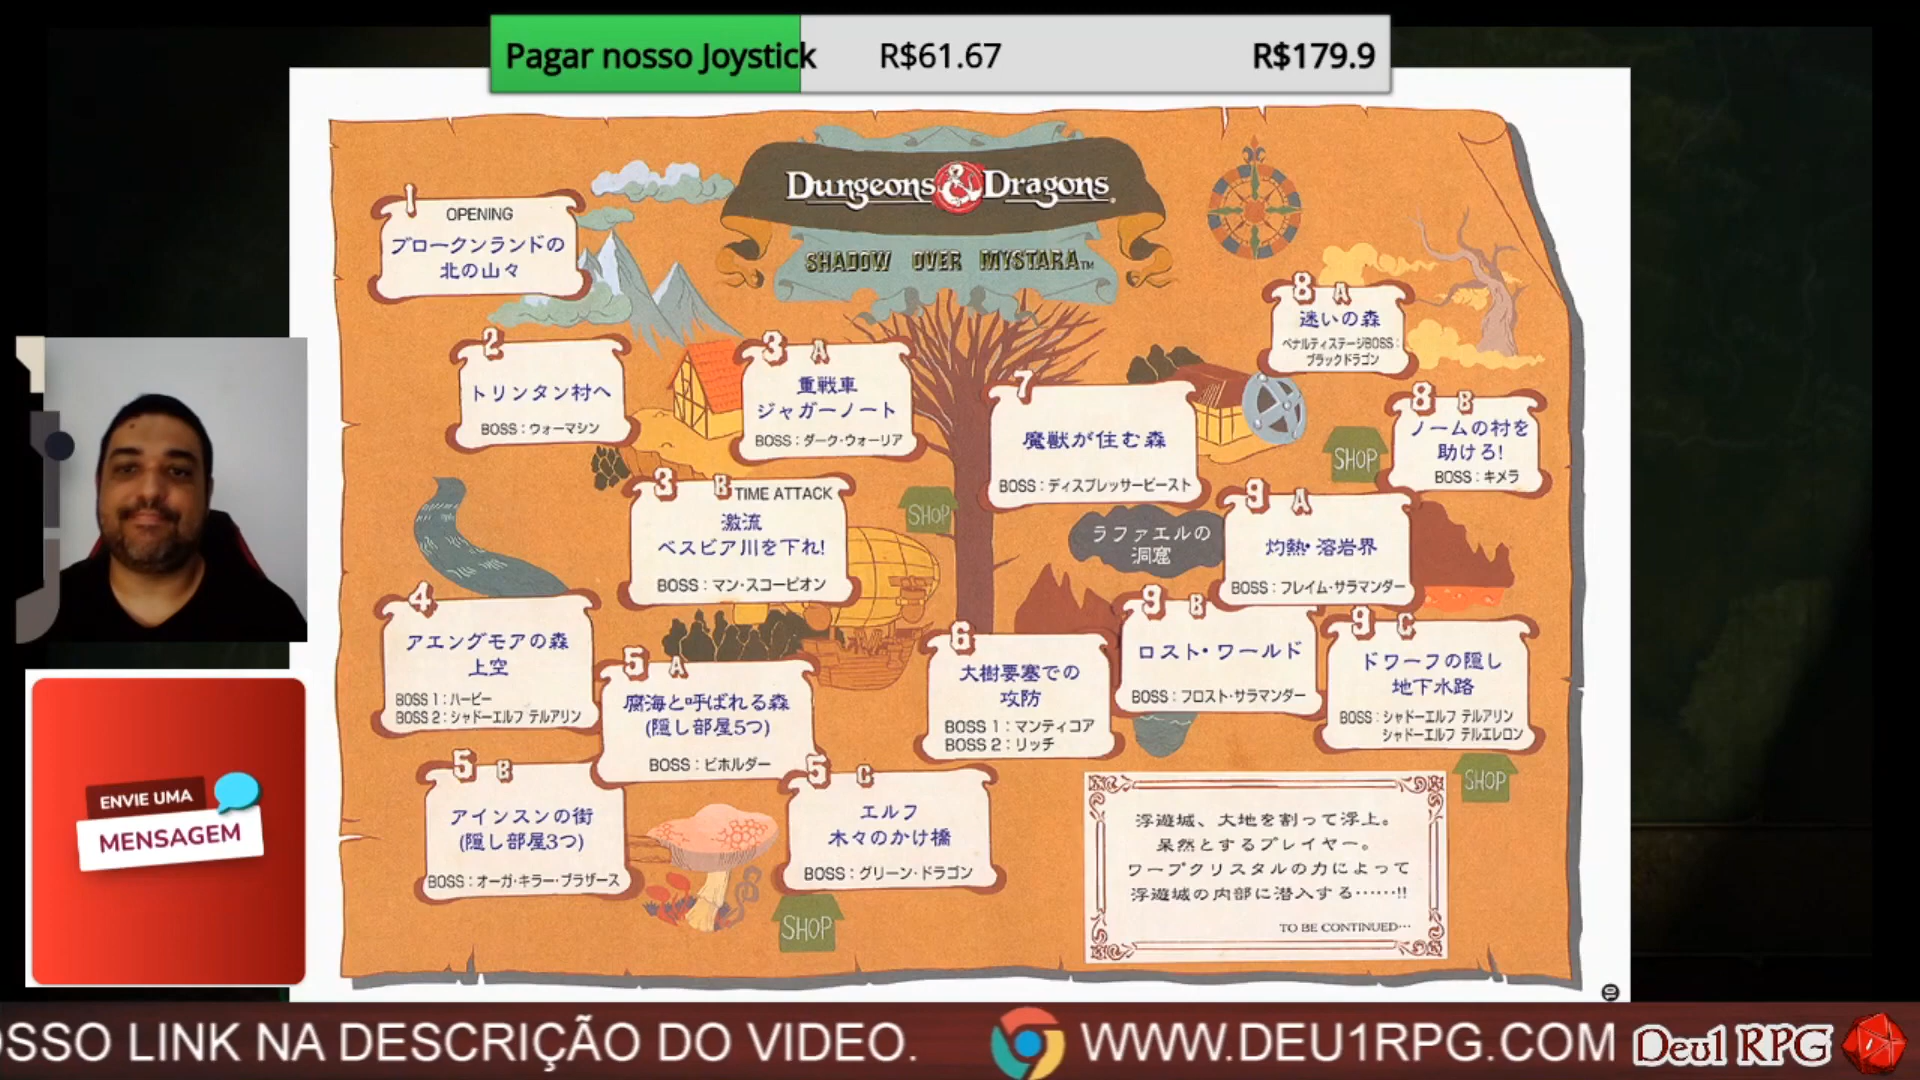 Pagar nosso Joystick R$61.67 R$179.9
Dungeons & Dragons
SHADOW OVER MYSTARA™
1
OPENING
ブロークンランドの
北の山々
2
トリンタン村へ
BOSS：ウォーマシン
3 A
重戦車
ジャガーノート
BOSS：ダーク・ウォーリア
3 B TIME ATTACK
激流
ベスビア川を下れ!
BOSS：マン・スコーピオン
SHOP
4
アエングモアの森
上空
BOSS 1：ハーピー
BOSS 2：シャドーエルフ テルアリン
5 A
腐海と呼ばれる森
(隠し部屋5つ)
BOSS：ビホルダー
5 B
アインスンの街
(隠し部屋3つ)
BOSS：オーガ・キラー・ブラザース
5 C
エルフ
木々のかけ橋
BOSS：グリーン・ドラゴン
SHOP
6
大樹要塞での
攻防
BOSS 1：マンティコア
BOSS 2：リッチ
7
魔獣が住む森
BOSS：ディスプレッサービースト
8 A
迷いの森
ペナルティステージBOSS：
ブラックドラゴン
8 B
ノームの村を
助けろ!
BOSS：キメラ
SHOP
ラファエルの
洞窟
9 A
灼熱・溶岩界
BOSS：フレイム・サラマンダー
9 B
ロスト・ワールド
BOSS：フロスト・サラマンダー
9 C
ドワーフの隠し
地下水路
BOSS：シャドーエルフ テルアリン
シャドーエルフ テルエレロン
SHOP
浮遊城、大地を割って浮上。
呆然とするプレイヤー。
ワープクリスタルの力によって
浮遊城の内部に潜入する……!!
TO BE CONTINUED…
10
ENVIE UMA
MENSAGEM
OSSO LINK NA DESCRIÇÃO DO VIDEO. WWW.DEU1RPG.COM Deu1 RPG